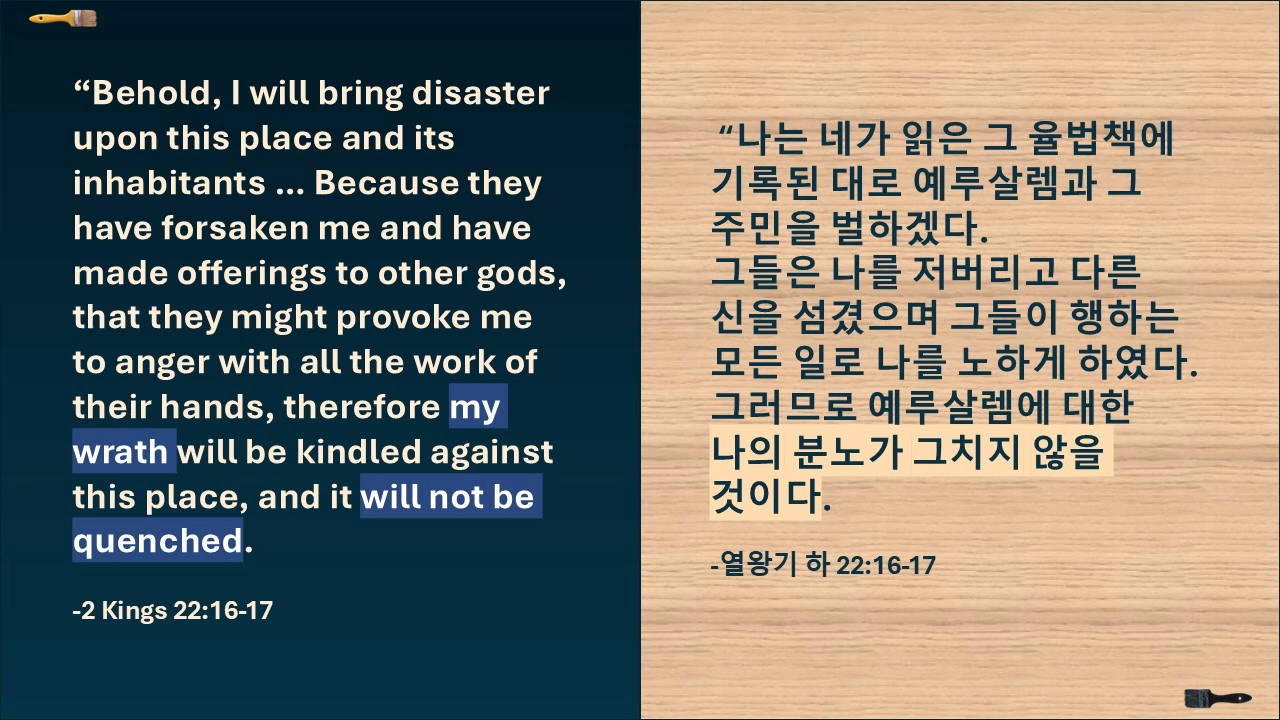 “Behold, I will bring disaster
upon this place and its
inhabitants ... Because they
have forsaken me and have
made offerings to other gods,
that they might provoke me
to anger with all the work of
their hands, therefore my
wrath will be kindled against
this place, and it will not be
quenched.
-2 Kings 22:16-17
“나는 네가 읽은 그 율법책에
기록된 대로 예루살렘과 그
주민을 벌하겠다.
그들은 나를 저버리고 다른
신을 섬겼으며 그들이 행하는
모든 일로 나를 노하게 하였다.
그러므로 예루살렘에 대한
나의 분노가 그치지 않을
것이다.
-열왕기 하 22:16-17